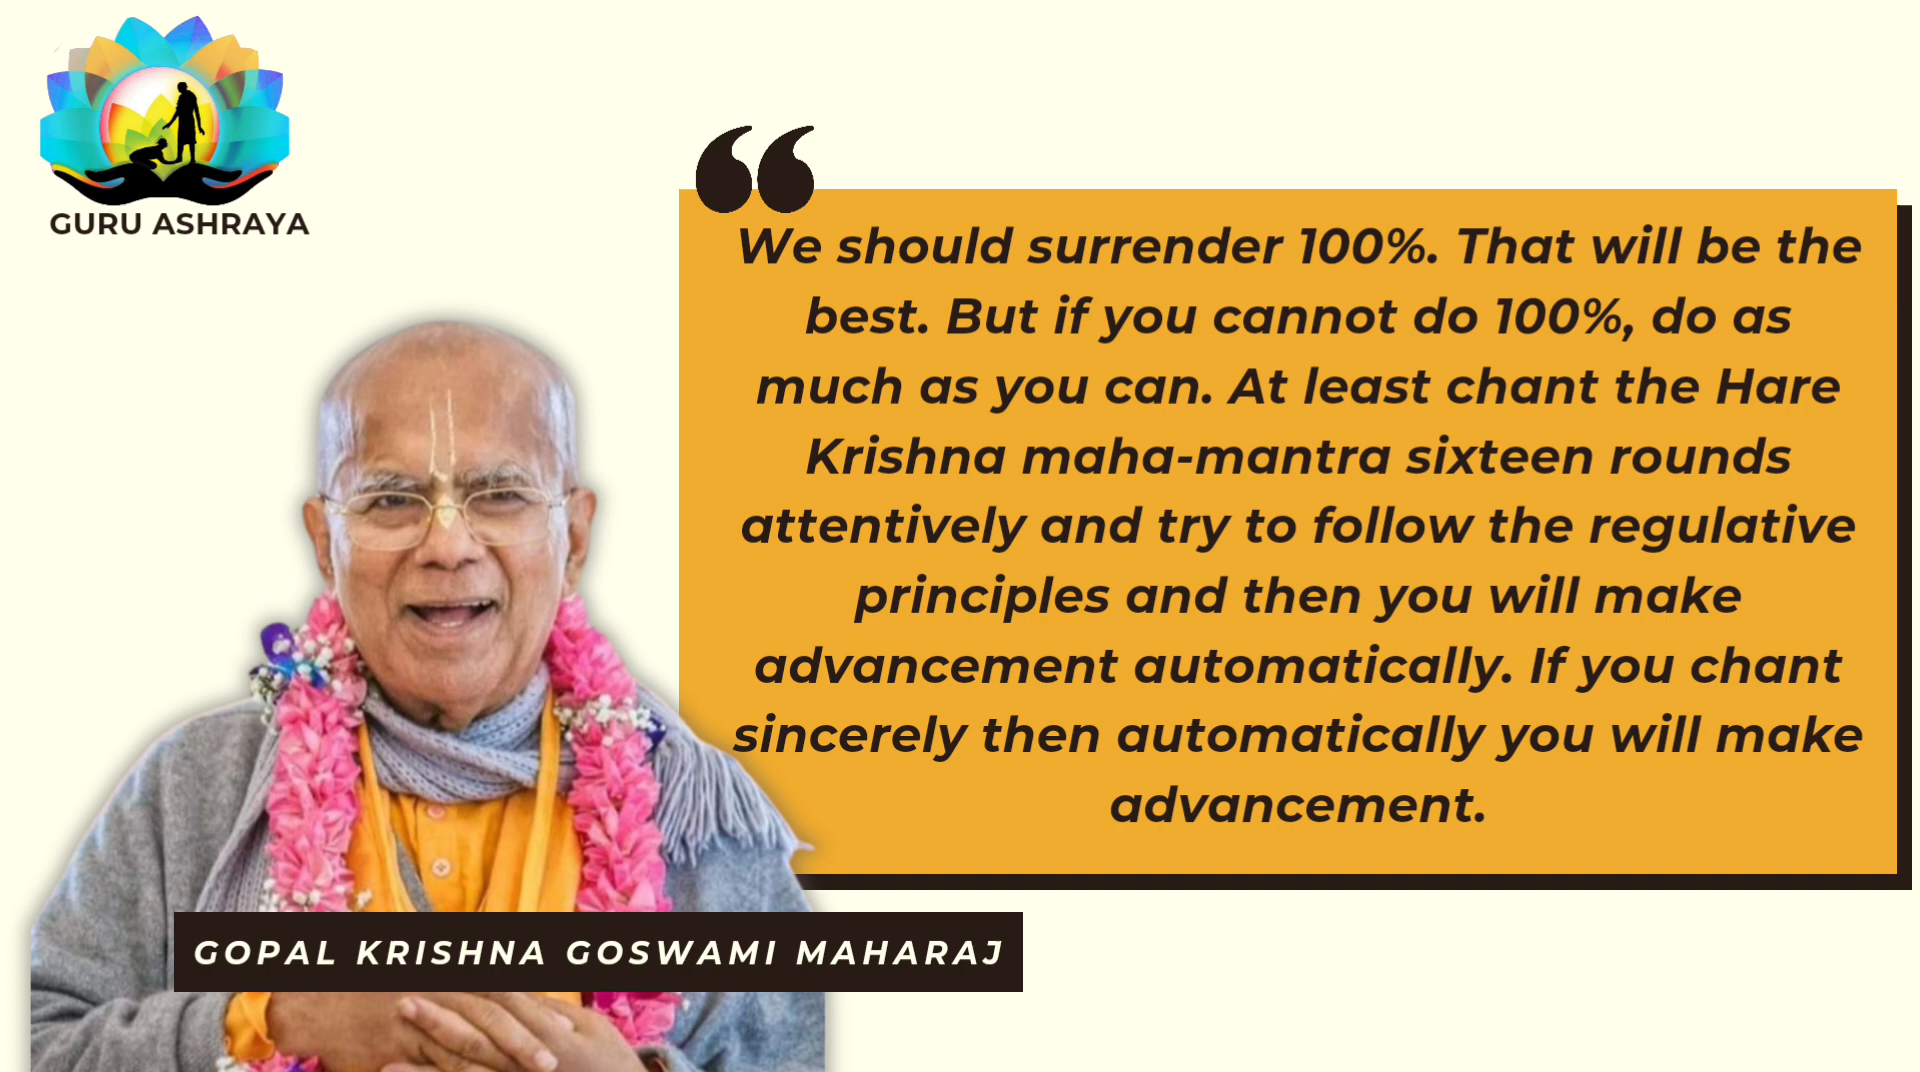 GURU ASHRAYA
We should surrender 100%. That will be the
best. But if you cannot do 100%, do as
much as you can. At least chant the Hare
Krishna maha-mantra sixteen rounds
attentively and try to follow the regulative
principles and then you will make
advancement automatically. If you chant
sincerely then automatically you will make
advancement.
GOPAL KRISHNA GOSWAMI MAHARAJ